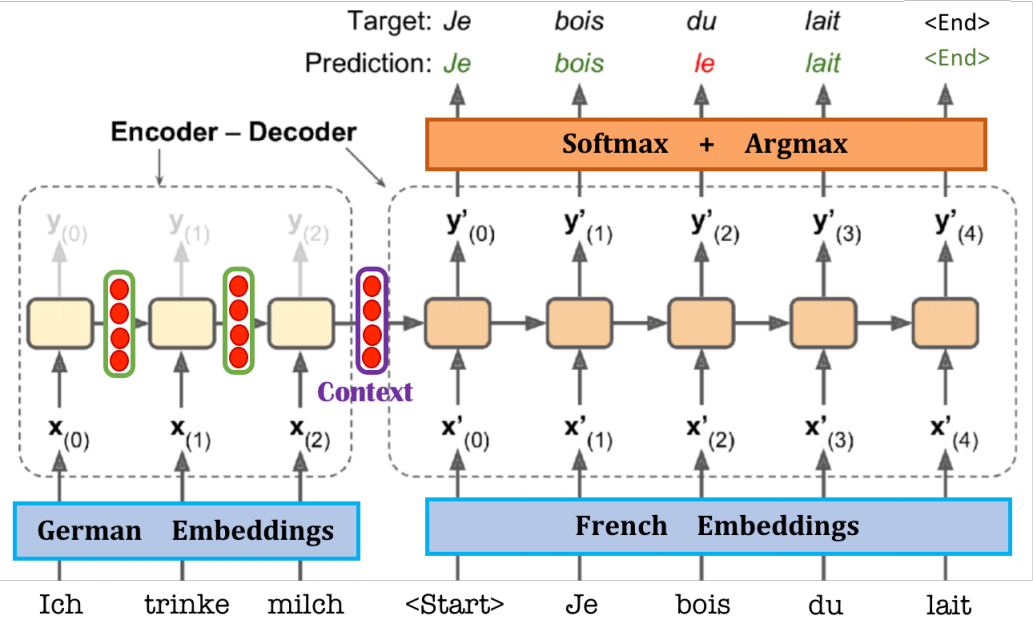 Target: Je bois du lait <End>
Prediction: Je bois le lait <End>
Encoder – Decoder
Softmax + Argmax
y(0) y(1) y(2) y'(0) y'(1) y'(2) y'(3) y'(4)
Context
x(0) x(1) x(2) x'(0) x'(1) x'(2) x'(3) x'(4)
German Embeddings French Embeddings
Ich trinke milch <Start> Je bois du lait